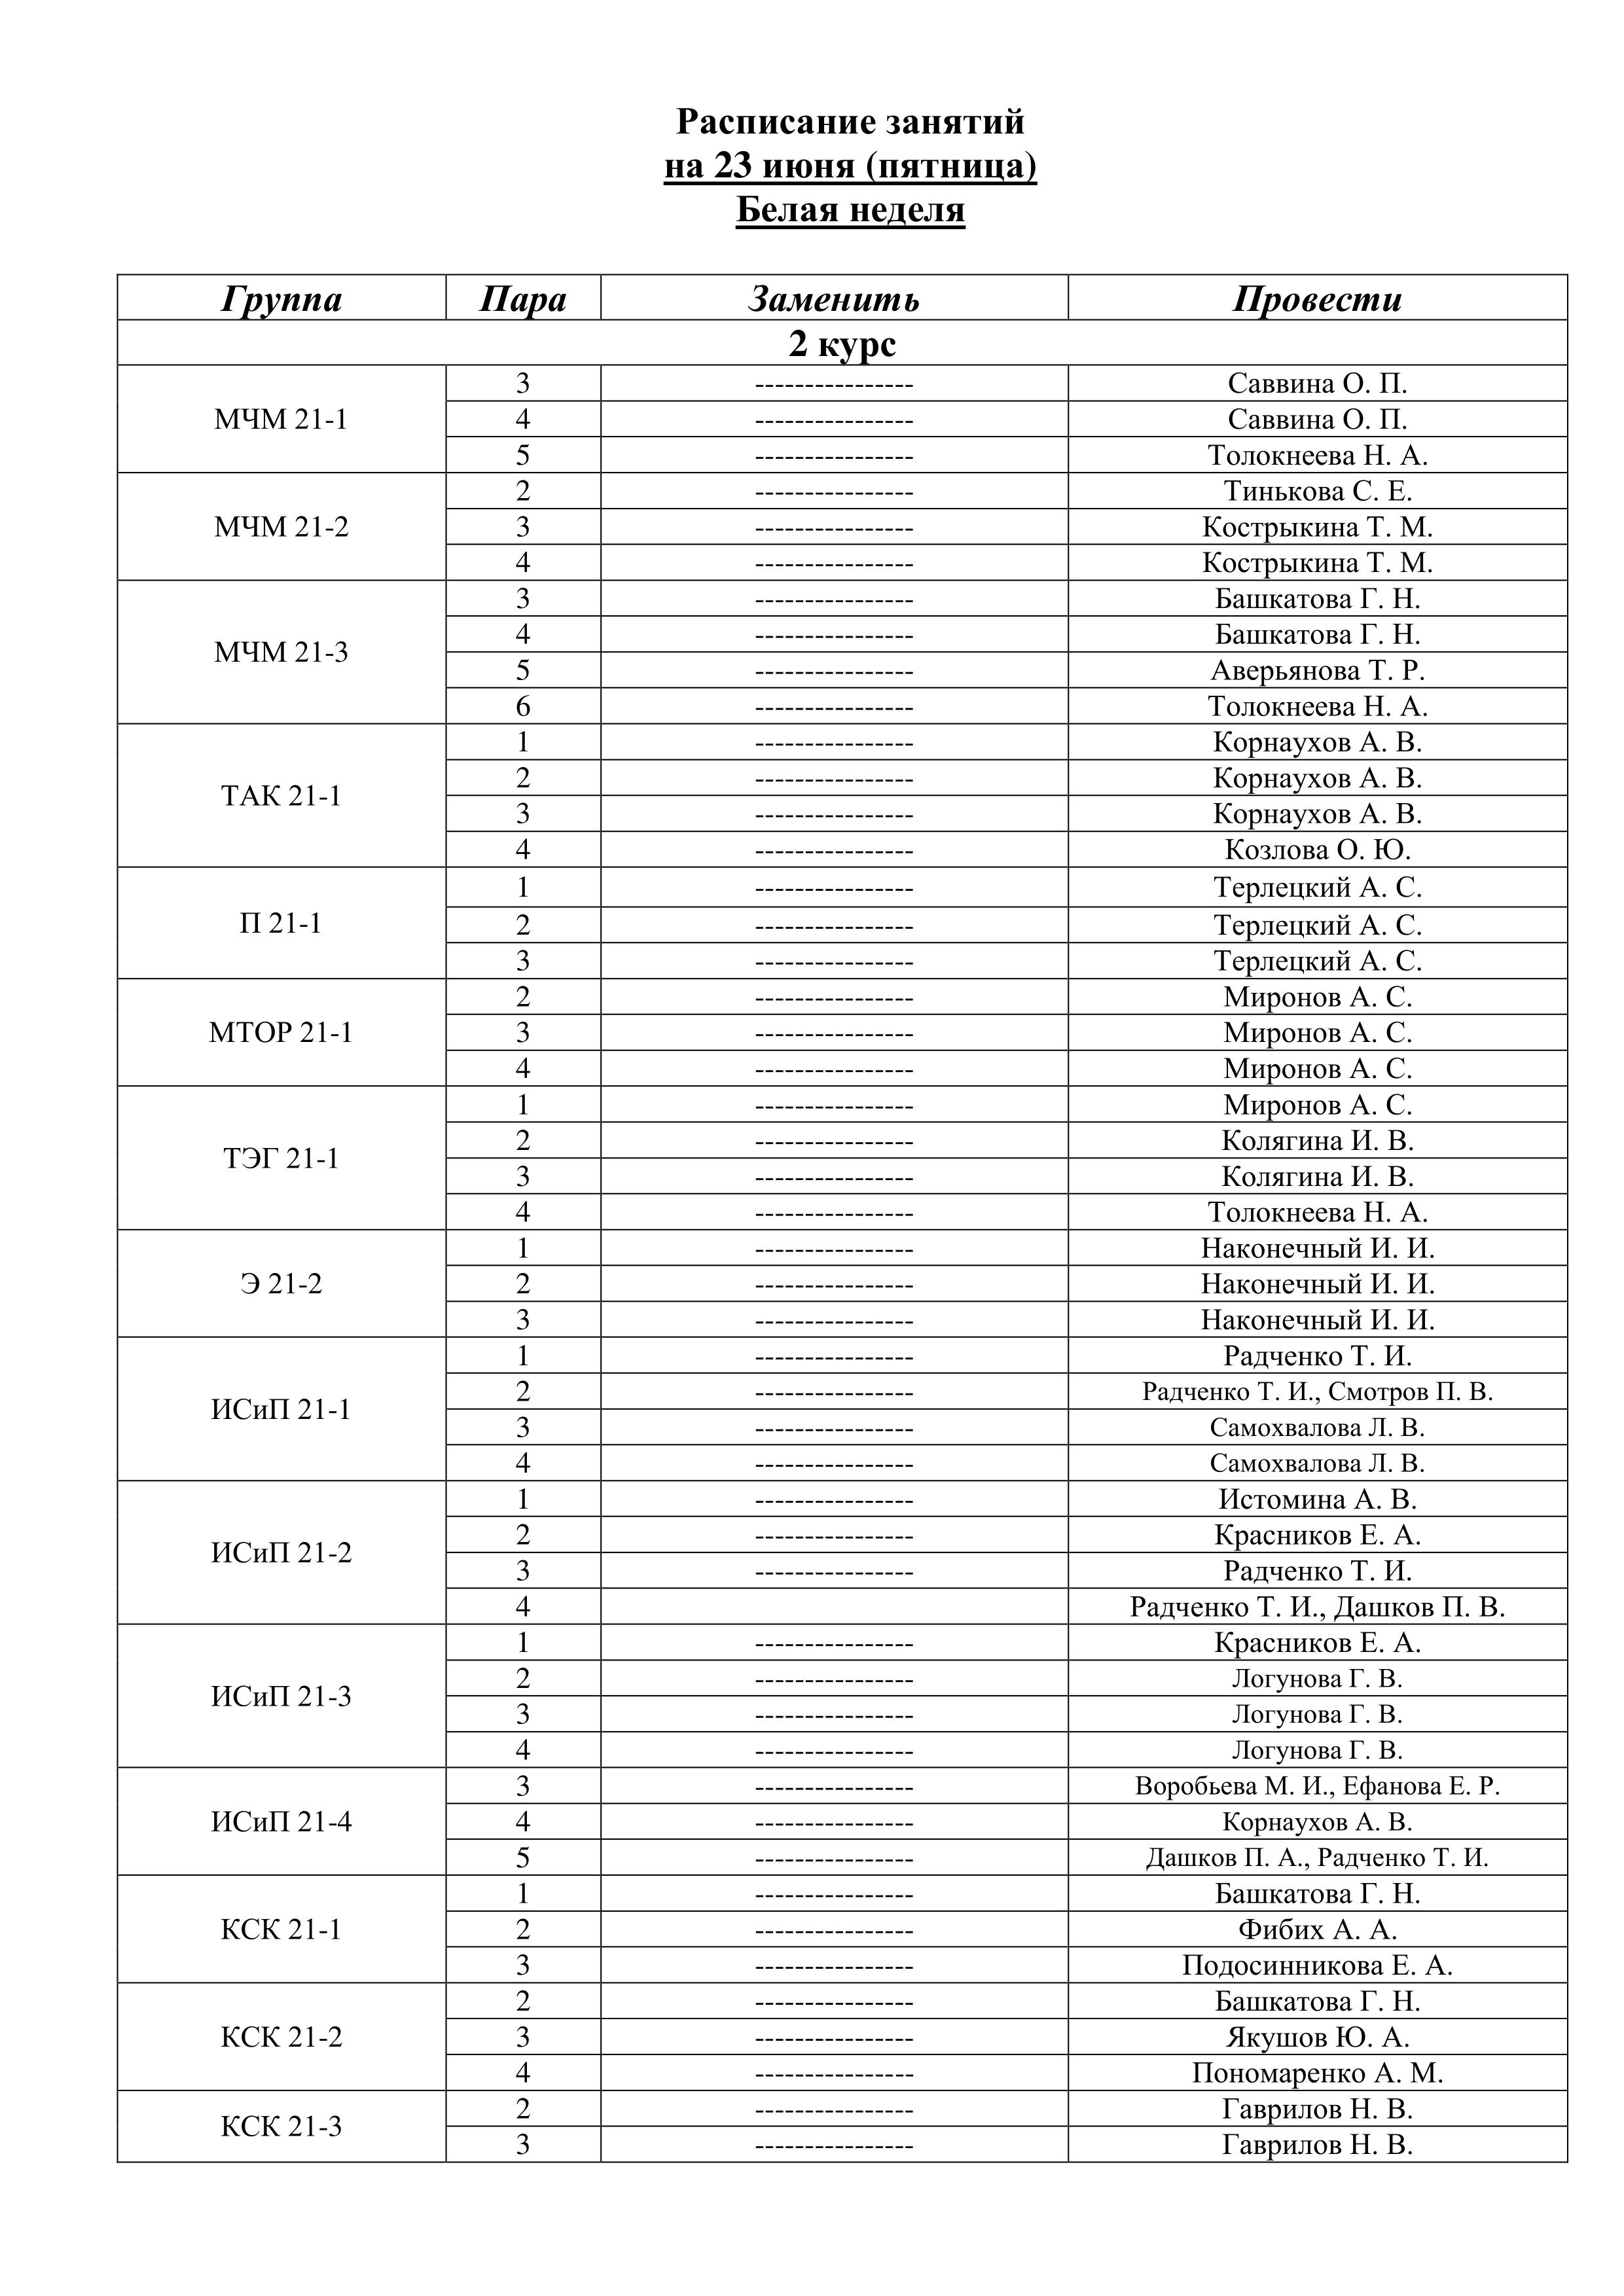 Расписание занятий
на 23 июня (пятница)
Белая неделя
Группа Пара Заменить Провести
2 курс
МЧМ 21-1 3 ---------------- Саввина О. П.
4 ---------------- Саввина О. П.
5 ---------------- Толокнеева Н. А.
МЧМ 21-2 2 ---------------- Тинькова С. Е.
3 ---------------- Кострыкина Т. М.
4 ---------------- Кострыкина Т. М.
МЧМ 21-3 3 ---------------- Башкатова Г. Н.
4 ---------------- Башкатова Г. Н.
5 ---------------- Аверьянова Т. Р.
6 ---------------- Толокнеева Н. А.
ТАК 21-1 1 ---------------- Корнаухов А. В.
2 ---------------- Корнаухов А. В.
3 ---------------- Корнаухов А. В.
4 ---------------- Козлова О. Ю.
П 21-1 1 ---------------- Терлецкий А. С.
2 ---------------- Терлецкий А. С.
3 ---------------- Терлецкий А. С.
МТОР 21-1 2 ---------------- Миронов А. С.
3 ---------------- Миронов А. С.
4 ---------------- Миронов А. С.
ТЭГ 21-1 1 ---------------- Миронов А. С.
2 ---------------- Колягина И. В.
3 ---------------- Колягина И. В.
4 ---------------- Толокнеева Н. А.
Э 21-2 1 ---------------- Наконечный И. И.
2 ---------------- Наконечный И. И.
3 ---------------- Наконечный И. И.
ИСиП 21-1 1 ---------------- Радченко Т. И.
2 ---------------- Радченко Т. И., Смотров П. В.
3 ---------------- Самохвалова Л. В.
4 ---------------- Самохвалова Л. В.
ИСиП 21-2 1 ---------------- Истомина А. В.
2 ---------------- Красников Е. А.
3 ---------------- Радченко Т. И.
4 Радченко Т. И., Дашков П. В.
ИСиП 21-3 1 ---------------- Красников Е. А.
2 ---------------- Логунова Г. В.
3 ---------------- Логунова Г. В.
4 ---------------- Логунова Г. В.
ИСиП 21-4 3 ---------------- Воробьева М. И., Ефанова Е. Р.
4 ---------------- Корнаухов А. В.
5 ---------------- Дашков П. А., Радченко Т. И.
КСК 21-1 1 ---------------- Башкатова Г. Н.
2 ---------------- Фибих А. А.
3 ---------------- Подосинникова Е. А.
КСК 21-2 2 ---------------- Башкатова Г. Н.
3 ---------------- Якушов Ю. А.
4 ---------------- Пономаренко А. М.
КСК 21-3 2 ---------------- Гаврилов Н. В.
3 ---------------- Гаврилов Н. В.